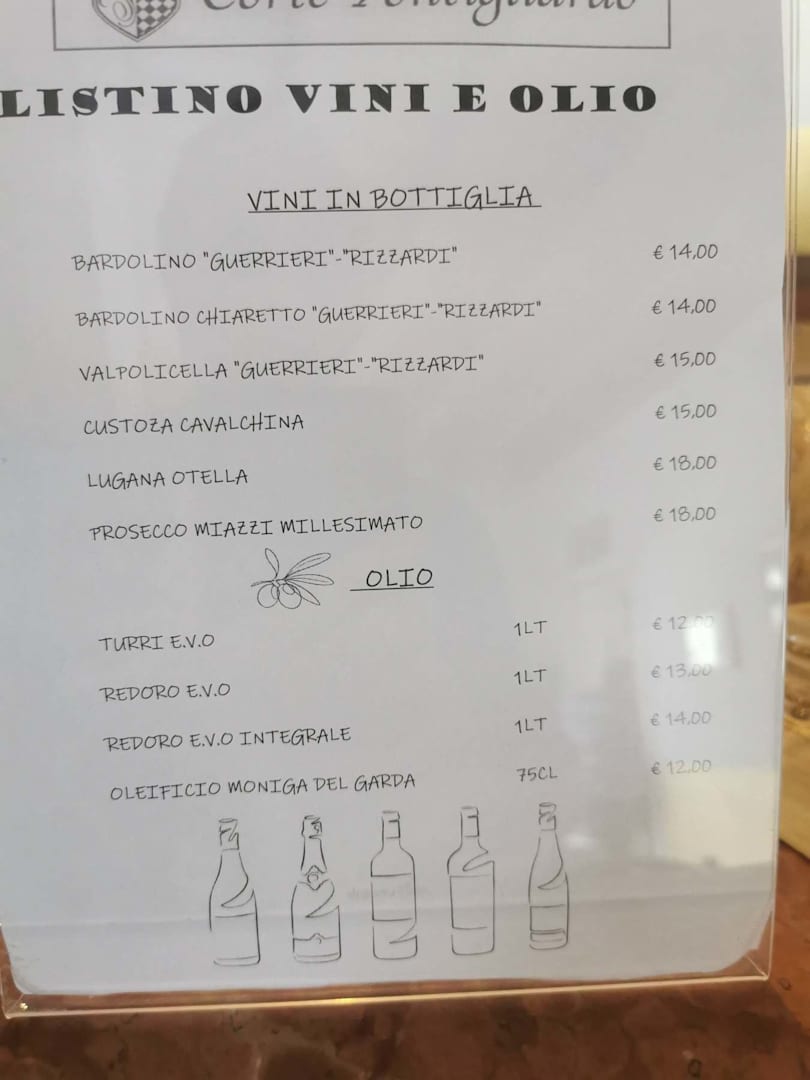 LISTINO VINI E OLIO
VINI IN BOTTIGLIA
BARDOLINO "GUERRIERI"-"RIZZARDI" € 14,00
BARDOLINO CHIARETTO "GUERRIERI"-"RIZZARDI" € 14,00
VALPOLICELLA "GUERRIERI"-"RIZZARDI" € 15,00
CUSTOZA CAVALCHINA € 15,00
LUGANA OTELLA € 18,00
PROSECCO MIAZZI MILLESIMATO € 18,00
OLIO
TURRI E.V.O 1LT € 12,00
REDORO E.V.O 1LT € 13,00
REDORO E.V.O INTEGRALE 1LT € 14,00
OLEIFICIO MONIGA DEL GARDA 75CL € 12,00